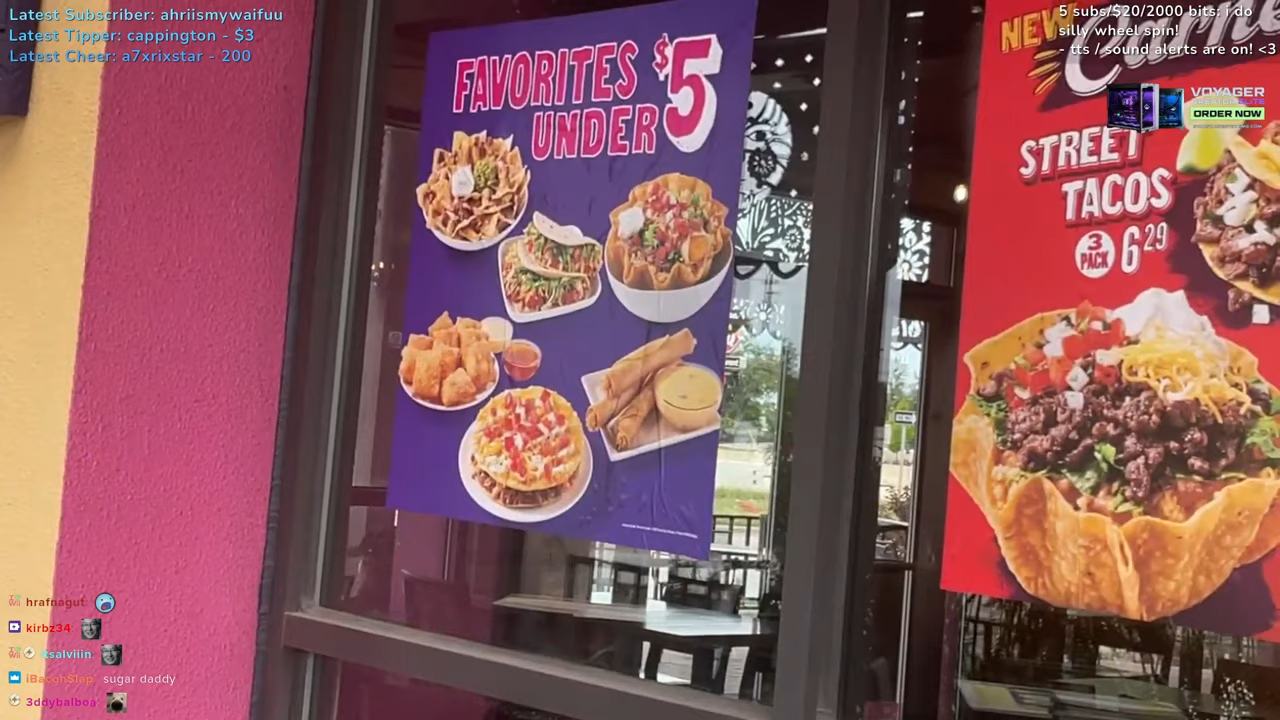 Latest Subscriber: ahriismywaifuu
Latest Tipper: cappington - $3
Latest Cheer: a7xrixstar - 200
5 subs/$20/2000 bits: i do
silly wheel spin!
- tts / sound alerts are on! <3
VOYAGER
ORDER NOW
FAVORITES $5
UNDER
NEW
STREET
TACOS
3 PACK 6 29
hrafnagut:
kirbz34:
itsalviiin:
iBaconSlap: sugar daddy
3ddybalboa: